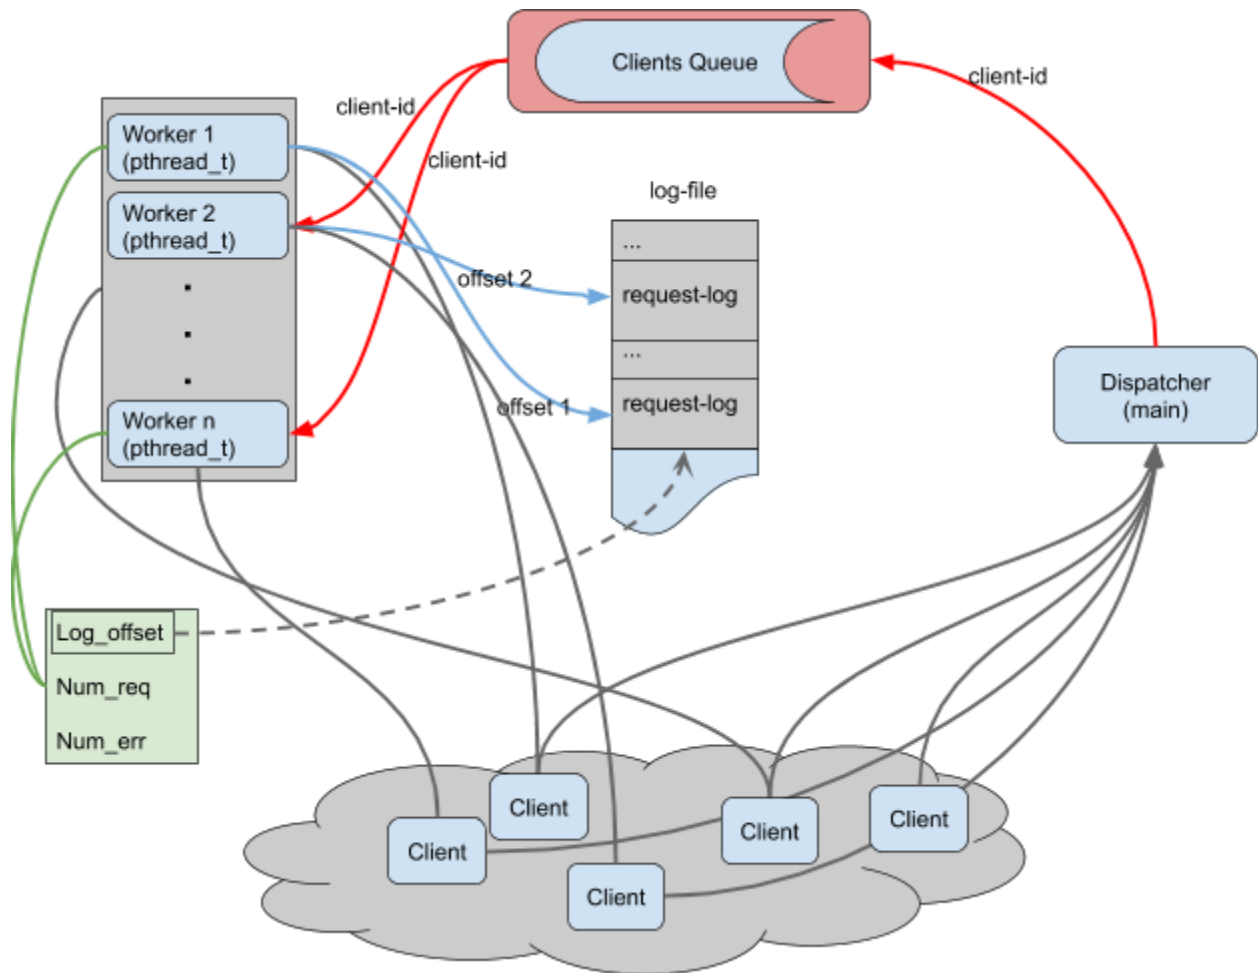 Clients Queue
client-id
client-id
client-id
Worker 1
(pthread_t)
Worker 2
(pthread_t)
.
.
.
Worker n
(pthread_t)
log-file
...
request-log
...
request-log
offset 2
offset 1
Dispatcher
(main)
Log_offset
Num_req
Num_err
Client
Client
Client
Client
Client